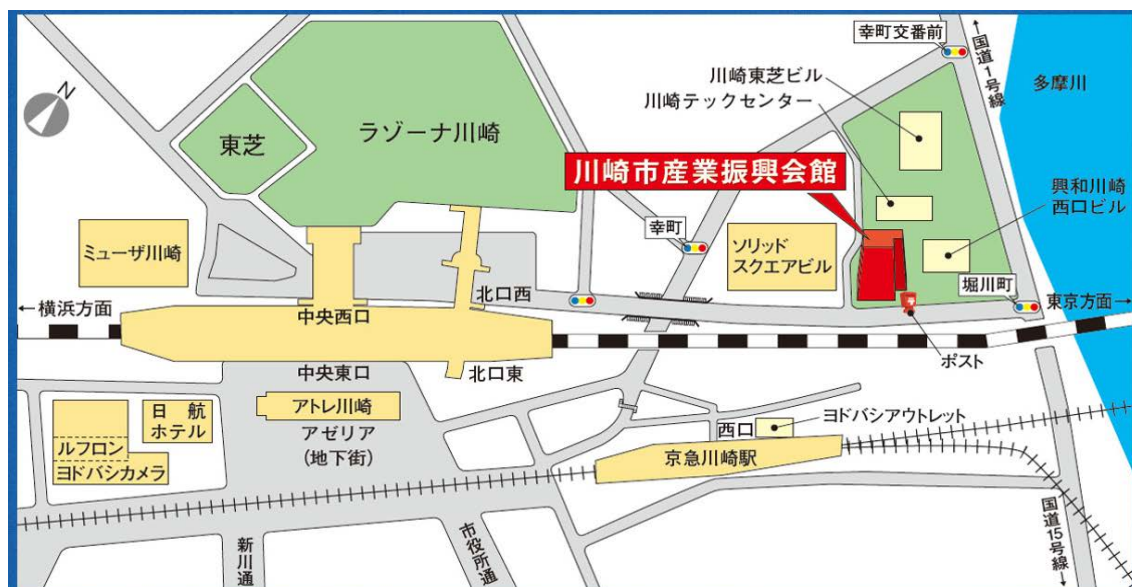 N
幸町交番前
←国道1号線
多摩川
川崎東芝ビル
川崎テックセンター
東芝
ラゾーナ川崎
川崎市産業振興会館
興和川崎
西口ビル
幸町
ソリッド
スクエアビル
ミューザ川崎
堀川町
北口西
←横浜方面
中央西口
東京方面→
〒
ポスト
中央東口
北口東
アトレ川崎
日航
ホテル
アゼリア
(地下街)
ルフロン
ヨドバシカメラ
西口
ヨドバシアウトレット
京急川崎駅
新川通
市役所通
国道15号線→